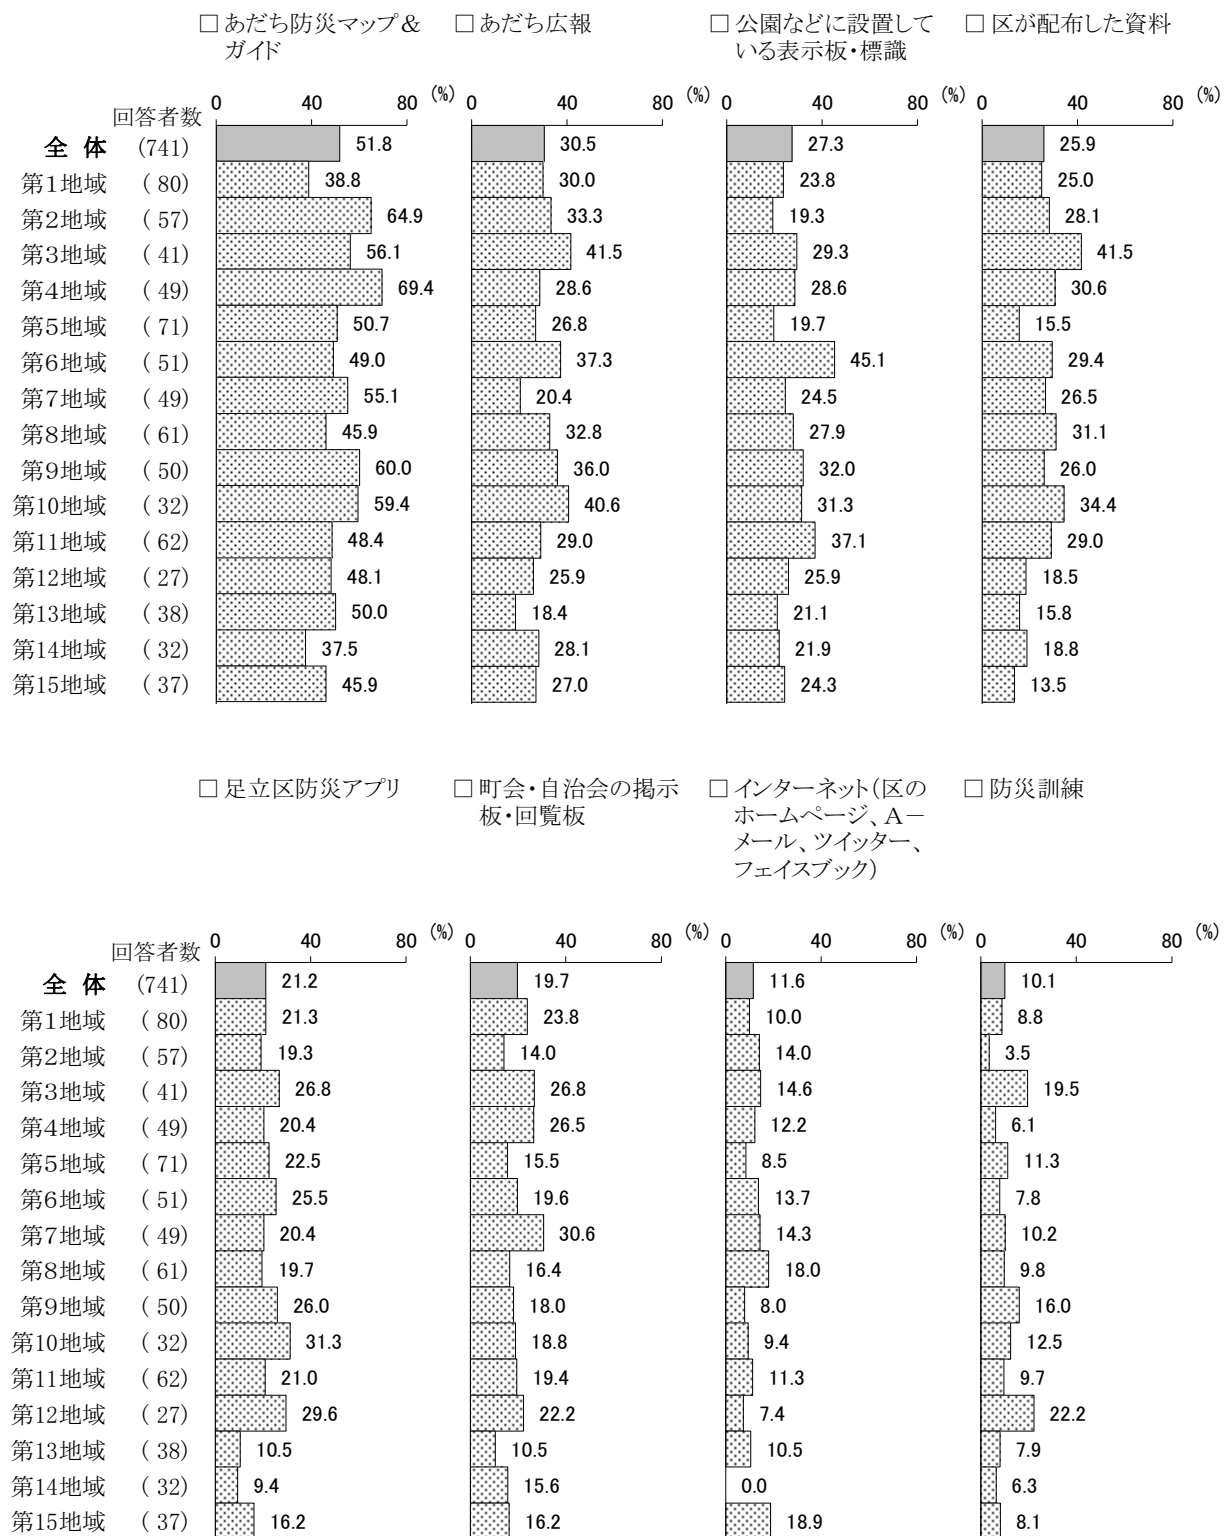 □ あだち防災マップ＆
ガイド
□ あだち広報
□ 公園などに設置して
いる表示板・標識
□ 区が配布した資料
0 40 80 (%) 0 40 80 (%) 0 40 80 (%) 0 40 80 (%)
回答者数
全 体 (741) 51.8 30.5 27.3 25.9
第1地域 ( 80) 38.8 30.0 23.8 25.0
第2地域 ( 57) 64.9 33.3 19.3 28.1
第3地域 ( 41) 56.1 41.5 29.3 41.5
第4地域 ( 49) 69.4 28.6 28.6 30.6
第5地域 ( 71) 50.7 26.8 19.7 15.5
第6地域 ( 51) 49.0 37.3 45.1 29.4
第7地域 ( 49) 55.1 20.4 24.5 26.5
第8地域 ( 61) 45.9 32.8 27.9 31.1
第9地域 ( 50) 60.0 36.0 32.0 26.0
第10地域 ( 32) 59.4 40.6 31.3 34.4
第11地域 ( 62) 48.4 29.0 37.1 29.0
第12地域 ( 27) 48.1 25.9 25.9 18.5
第13地域 ( 38) 50.0 18.4 21.1 15.8
第14地域 ( 32) 37.5 28.1 21.9 18.8
第15地域 ( 37) 45.9 27.0 24.3 13.5
□ 足立区防災アプリ
□ 町会・自治会の掲示
板・回覧板
□ インターネット（区の
ホームページ、A－
メール、ツイッター、
フェイスブック）
□ 防災訓練
0 40 80 (%) 0 40 80 (%) 0 40 80 (%) 0 40 80 (%)
回答者数
全 体 (741) 21.2 19.7 11.6 10.1
第1地域 ( 80) 21.3 23.8 10.0 8.8
第2地域 ( 57) 19.3 14.0 14.0 3.5
第3地域 ( 41) 26.8 26.8 14.6 19.5
第4地域 ( 49) 20.4 26.5 12.2 6.1
第5地域 ( 71) 22.5 15.5 8.5 11.3
第6地域 ( 51) 25.5 19.6 13.7 7.8
第7地域 ( 49) 20.4 30.6 14.3 10.2
第8地域 ( 61) 19.7 16.4 18.0 9.8
第9地域 ( 50) 26.0 18.0 8.0 16.0
第10地域 ( 32) 31.3 18.8 9.4 12.5
第11地域 ( 62) 21.0 19.4 11.3 9.7
第12地域 ( 27) 29.6 22.2 7.4 22.2
第13地域 ( 38) 10.5 10.5 10.5 7.9
第14地域 ( 32) 9.4 15.6 0.0 6.3
第15地域 ( 37) 16.2 16.2 18.9 8.1